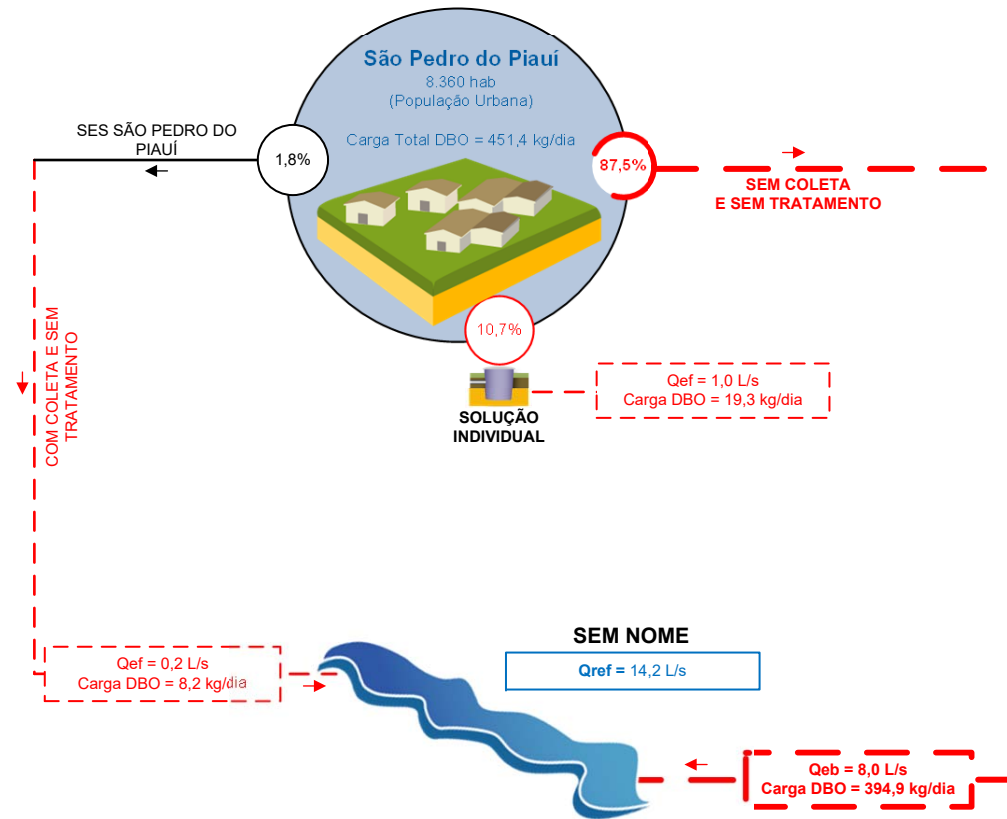 São Pedro do Piauí
8.360 hab
(População Urbana)
Carga Total DBO = 451,4 kg/dia
SES SÃO PEDRO DO
PIAUÍ
1,8%
87,5%
SEM COLETA
E SEM TRATAMENTO
10,7%
SOLUÇÃO
INDIVIDUAL
Qef = 1,0 L/s
Carga DBO = 19,3 kg/dia
COM COLETA E SEM
TRATAMENTO
SEM NOME
Qref = 14,2 L/s
Qef = 0,2 L/s
Carga DBO = 8,2 kg/dia
Qeb = 8,0 L/s
Carga DBO = 394,9 kg/dia